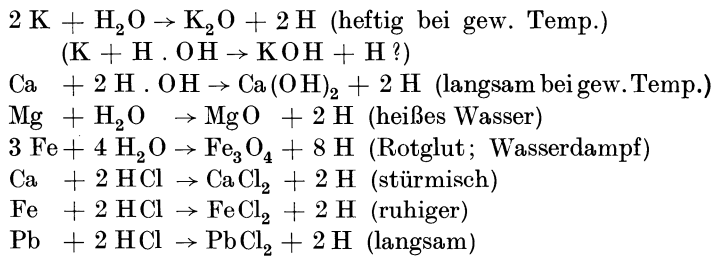 2 K + H₂O → K₂O + 2 H (heftig bei gew. Temp.)
(K + H . OH → KOH + H ?)
Ca + 2 H . OH → Ca(OH)₂ + 2 H (langsam bei gew. Temp.)
Mg + H₂O → MgO + 2 H (heißes Wasser)
3 Fe + 4 H₂O → Fe₃O₄ + 8 H (Rotglut; Wasserdampf)
Ca + 2 HCl → CaCl₂ + 2 H (stürmisch)
Fe + 2 HCl → FeCl₂ + 2 H (ruhiger)
Pb + 2 HCl → PbCl₂ + 2 H (langsam)